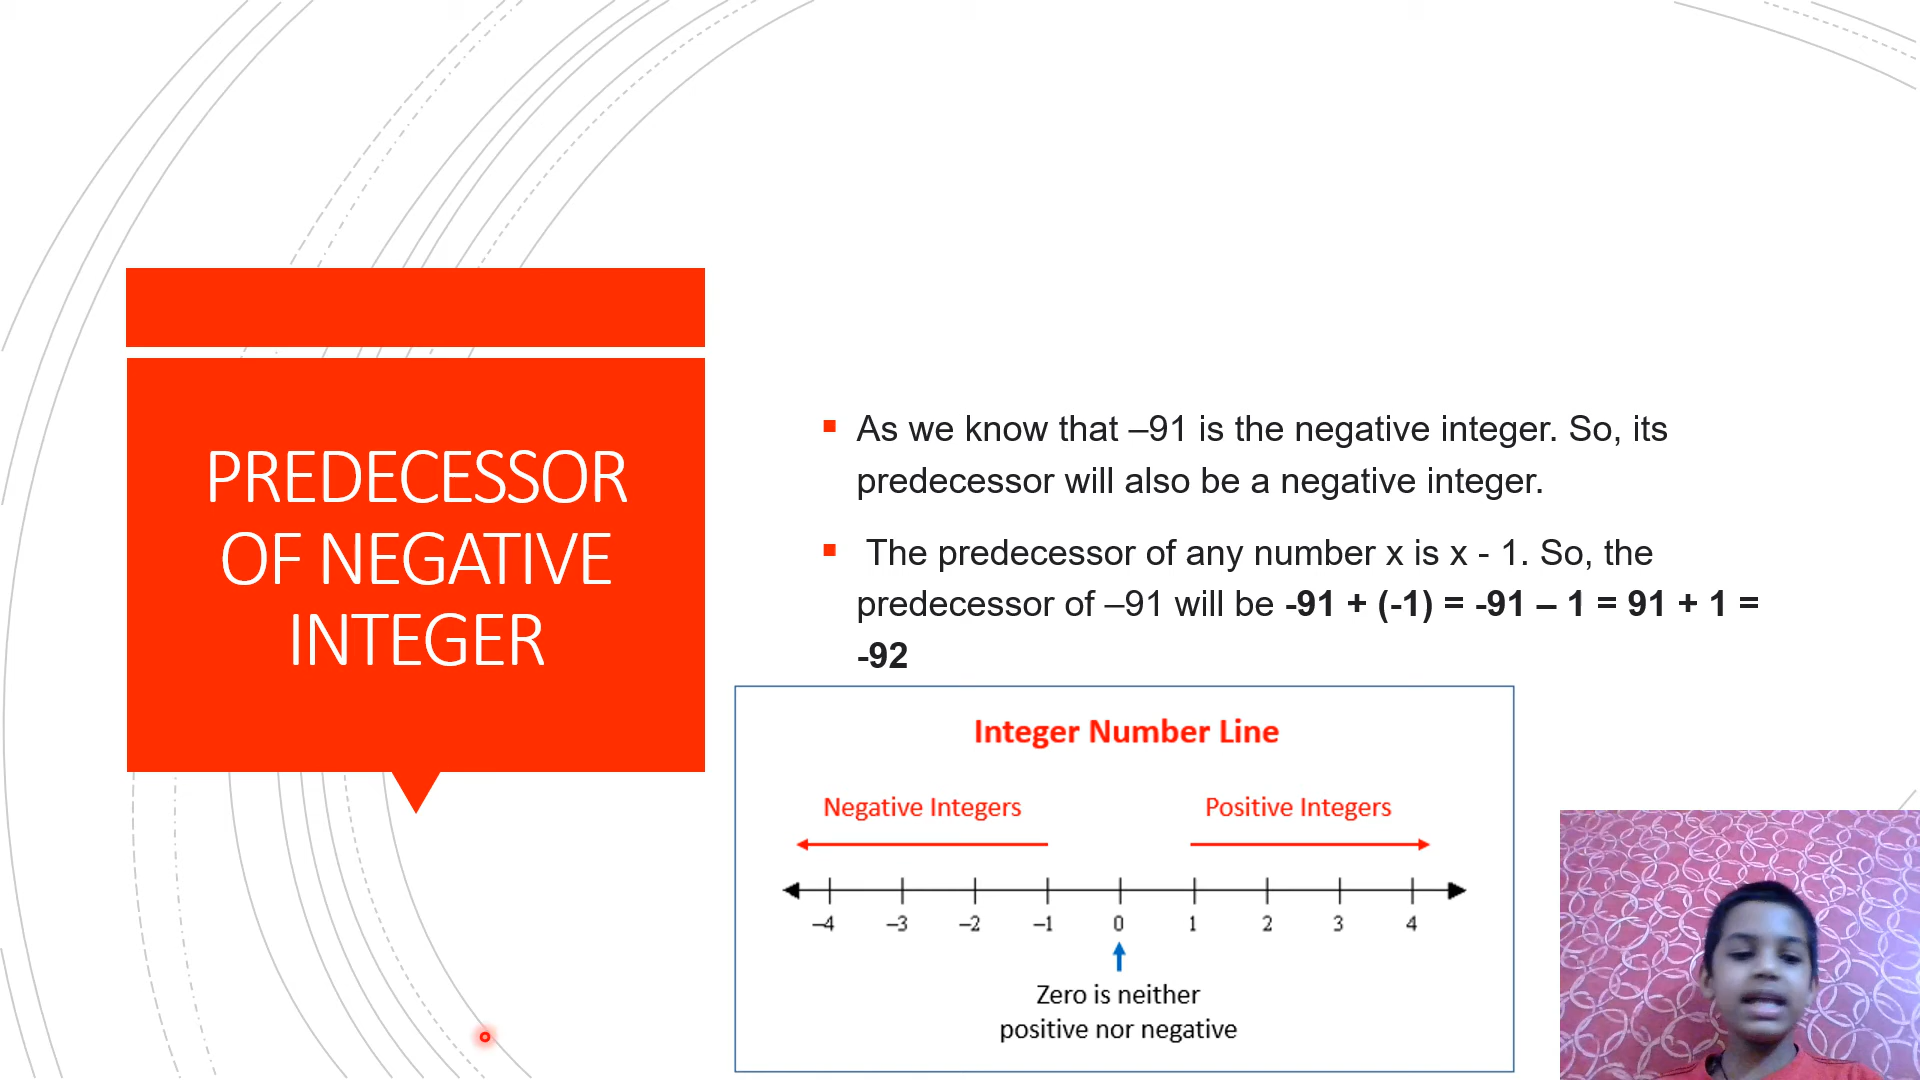 PREDECESSOR
OF NEGATIVE
INTEGER
As we know that –91 is the negative integer. So, its
predecessor will also be a negative integer.
The predecessor of any number x is x - 1. So, the
predecessor of –91 will be -91 + (-1) = -91 – 1 = 91 + 1 =
-92
Integer Number Line
Negative Integers Positive Integers
–4 –3 –2 –1 0 1 2 3 4
Zero is neither
positive nor negative